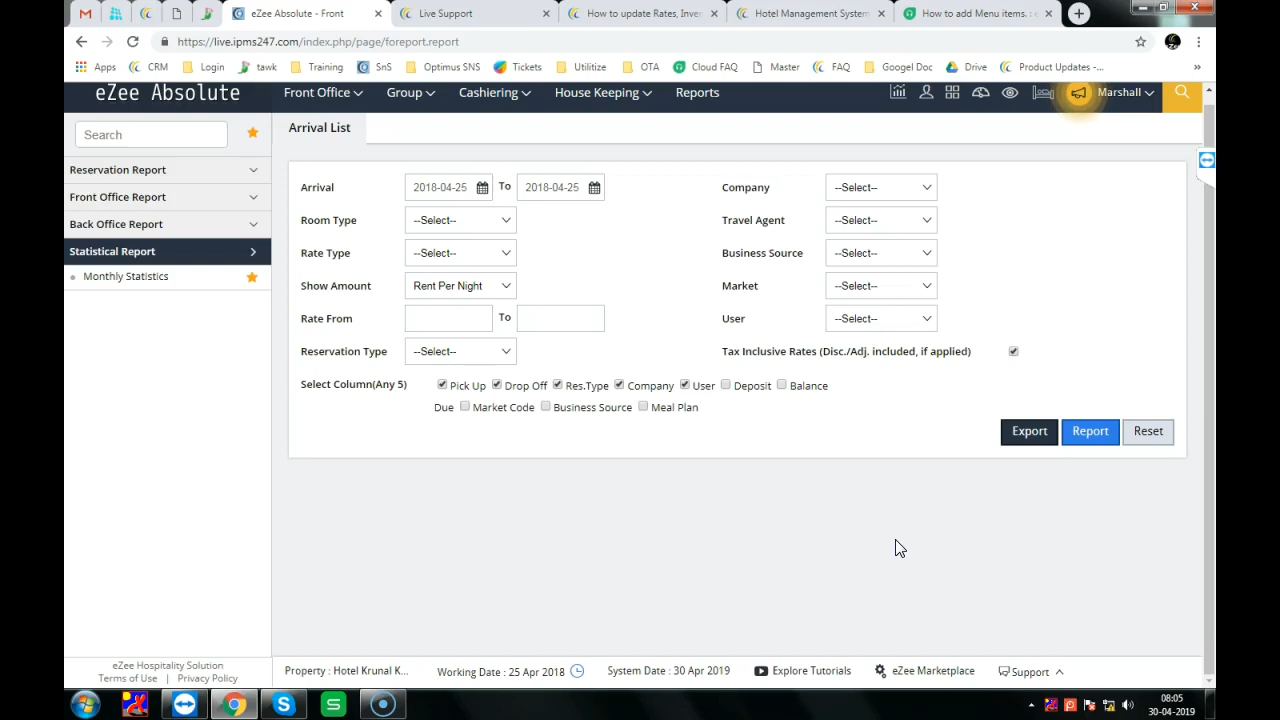 eZee Absolute - Front
Live Support
How to update Rates, Inver
Hotel Management System
How to add Menu items. : e
https://live.ipms247.com/index.php/page/foreport.report
Apps CRM Login tawk Training SnS Optimus SNS Tickets Utilitize OTA Cloud FAQ Master FAQ Googel Doc Drive Product Updates -...
eZee Absolute Front Office Group Cashiering House Keeping Reports Marshall
Search
Arrival List
Reservation Report
Front Office Report
Back Office Report
Statistical Report
Monthly Statistics
Arrival 2018-04-25 To 2018-04-25 Company --Select--
Room Type --Select-- Travel Agent --Select--
Rate Type --Select-- Business Source --Select--
Show Amount Rent Per Night Market --Select--
Rate From To User --Select--
Reservation Type --Select-- Tax Inclusive Rates (Disc./Adj. included, if applied)
Select Column(Any 5) Pick Up Drop Off Res.Type Company User Deposit Balance
Due Market Code Business Source Meal Plan
Export Report Reset
eZee Hospitality Solution
Terms of Use | Privacy Policy
Property : Hotel Krunal K... Working Date : 25 Apr 2018 System Date : 30 Apr 2019 Explore Tutorials eZee Marketplace Support
08:05
30-04-2019